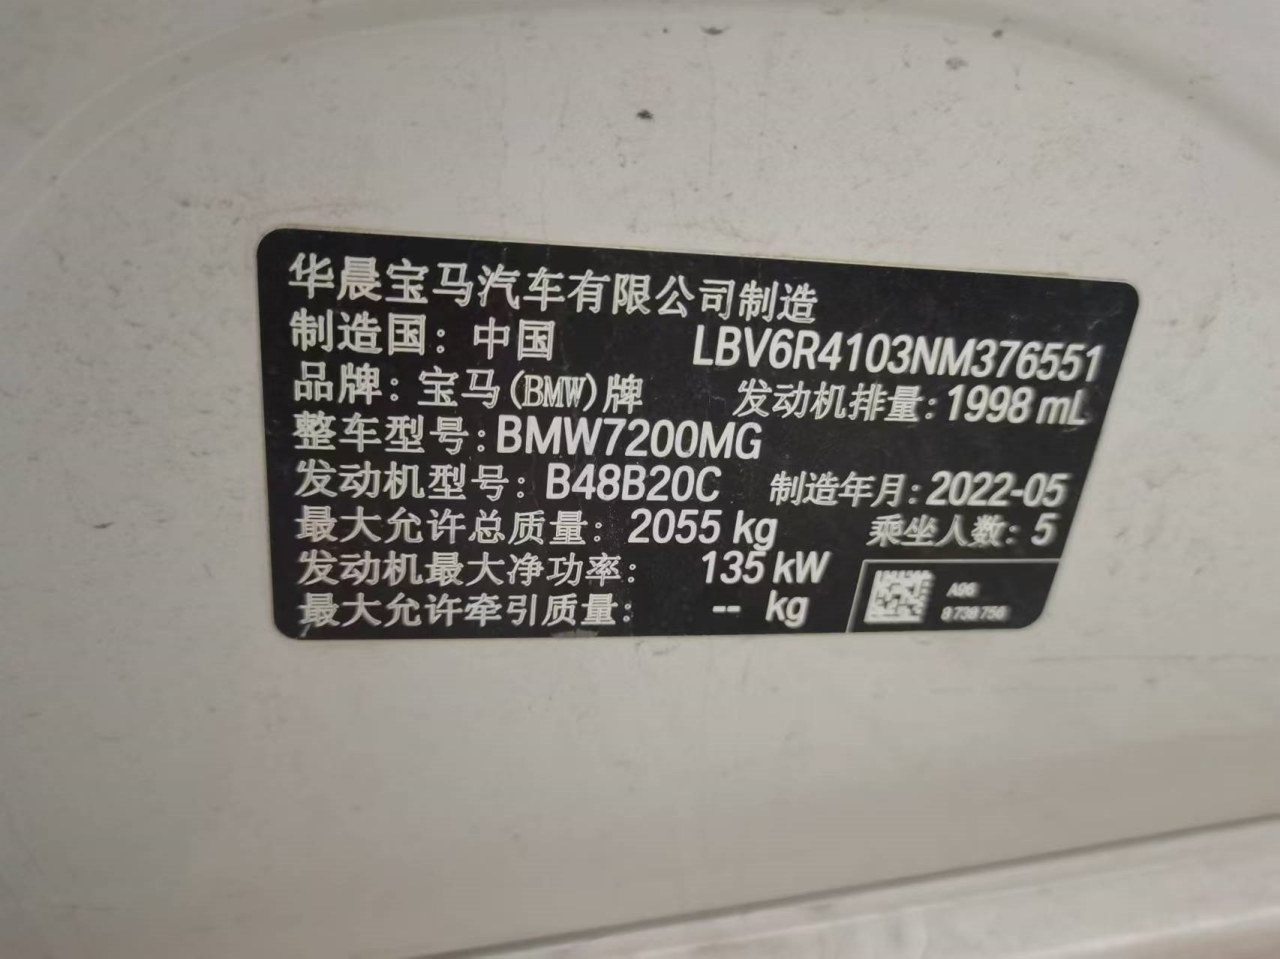 华晨宝马汽车有限公司制造
制造国：中国 LBV6R4103NM376551
品牌：宝马(BMW)牌 发动机排量：1998 mL
整车型号：BMW7200MG
发动机型号：B48B20C 制造年月：2022-05
最大允许总质量：2055 kg 乘坐人数：5
发动机最大净功率：135 kW
最大允许牵引质量：-- kg
A96
8 738 756